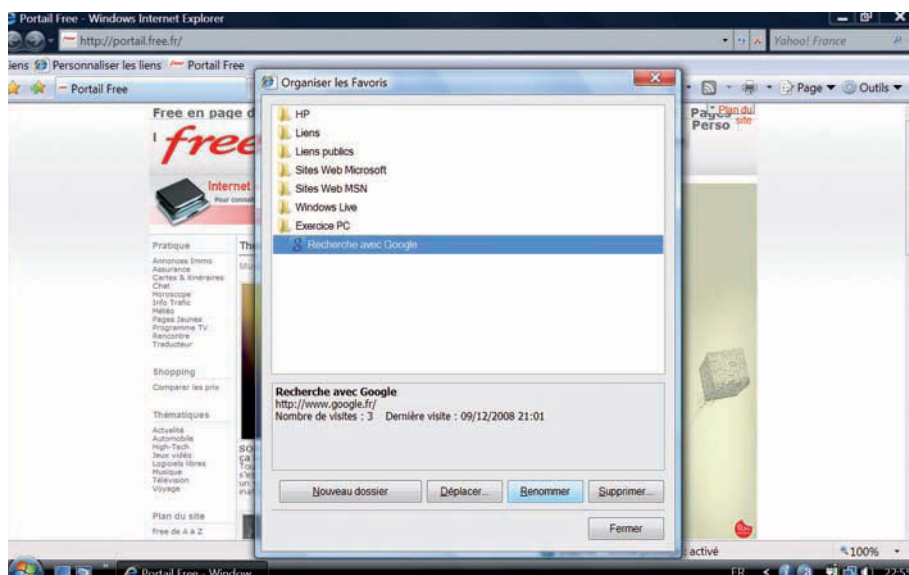 Portail Free - Windows Internet Explorer
http://portail.free.fr/
Yahoo! France
iens Personnaliser les liens Portail Free
Portail Free
Page Outils
Organiser les Favoris
HP
Liens
Liens publics
Sites Web Microsoft
Sites Web MSN
Windows Live
Exercice PC
Recherche avec Google
Recherche avec Google
http://www.google.fr/
Nombre de visites : 3 Dernière visite : 09/12/2008 21:01
Nouveau dossier Déplacer... Renommer Supprimer...
Fermer
Free en page d
free
Internet
Pour
Pages Perso
Plan du site
Pratique
Annonces Immo
Assurance
Cartes & itinéraires
Chat
Horoscope
Info Trafic
Météo
Pages Jaunes
Programme TV
Rencontre
Traducteur
Shopping
Comparer les prix
Thématiques
Actualité
Automobile
High-Tech
Jeux vidéo
Logiciels libres
Musique
Télévision
Voyage
Plan du site
Free de A à Z
: activé
100%
Portail Free - Window
FR
22:55